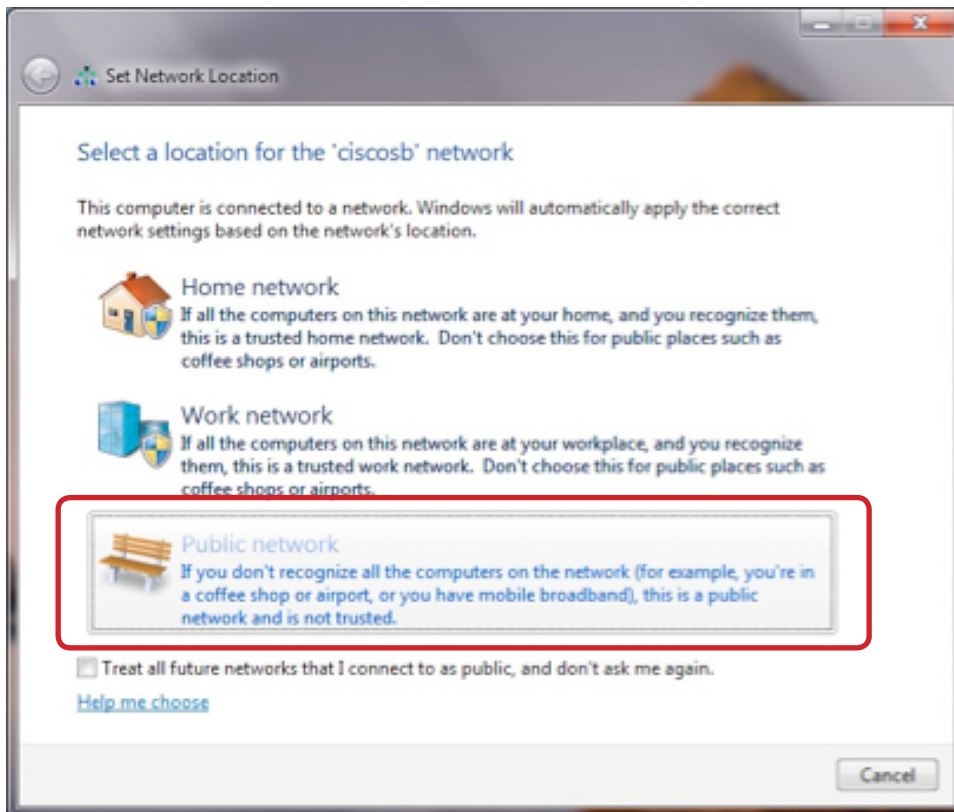 Set Network Location
Select a location for the 'ciscosb' network
This computer is connected to a network. Windows will automatically apply the correct
network settings based on the network's location.
Home network
If all the computers on this network are at your home, and you recognize them,
this is a trusted home network.  Don't choose this for public places such as
coffee shops or airports.
Work network
If all the computers on this network are at your workplace, and you recognize
them, this is a trusted work network.  Don't choose this for public places such as
coffee shops or airports.
Public network
If you don't recognize all the computers on the network (for example, you're in
a coffee shop or airport, or you have mobile broadband), this is a public
network and is not trusted.
Treat all future networks that I connect to as public, and don't ask me again.
Help me choose
Cancel